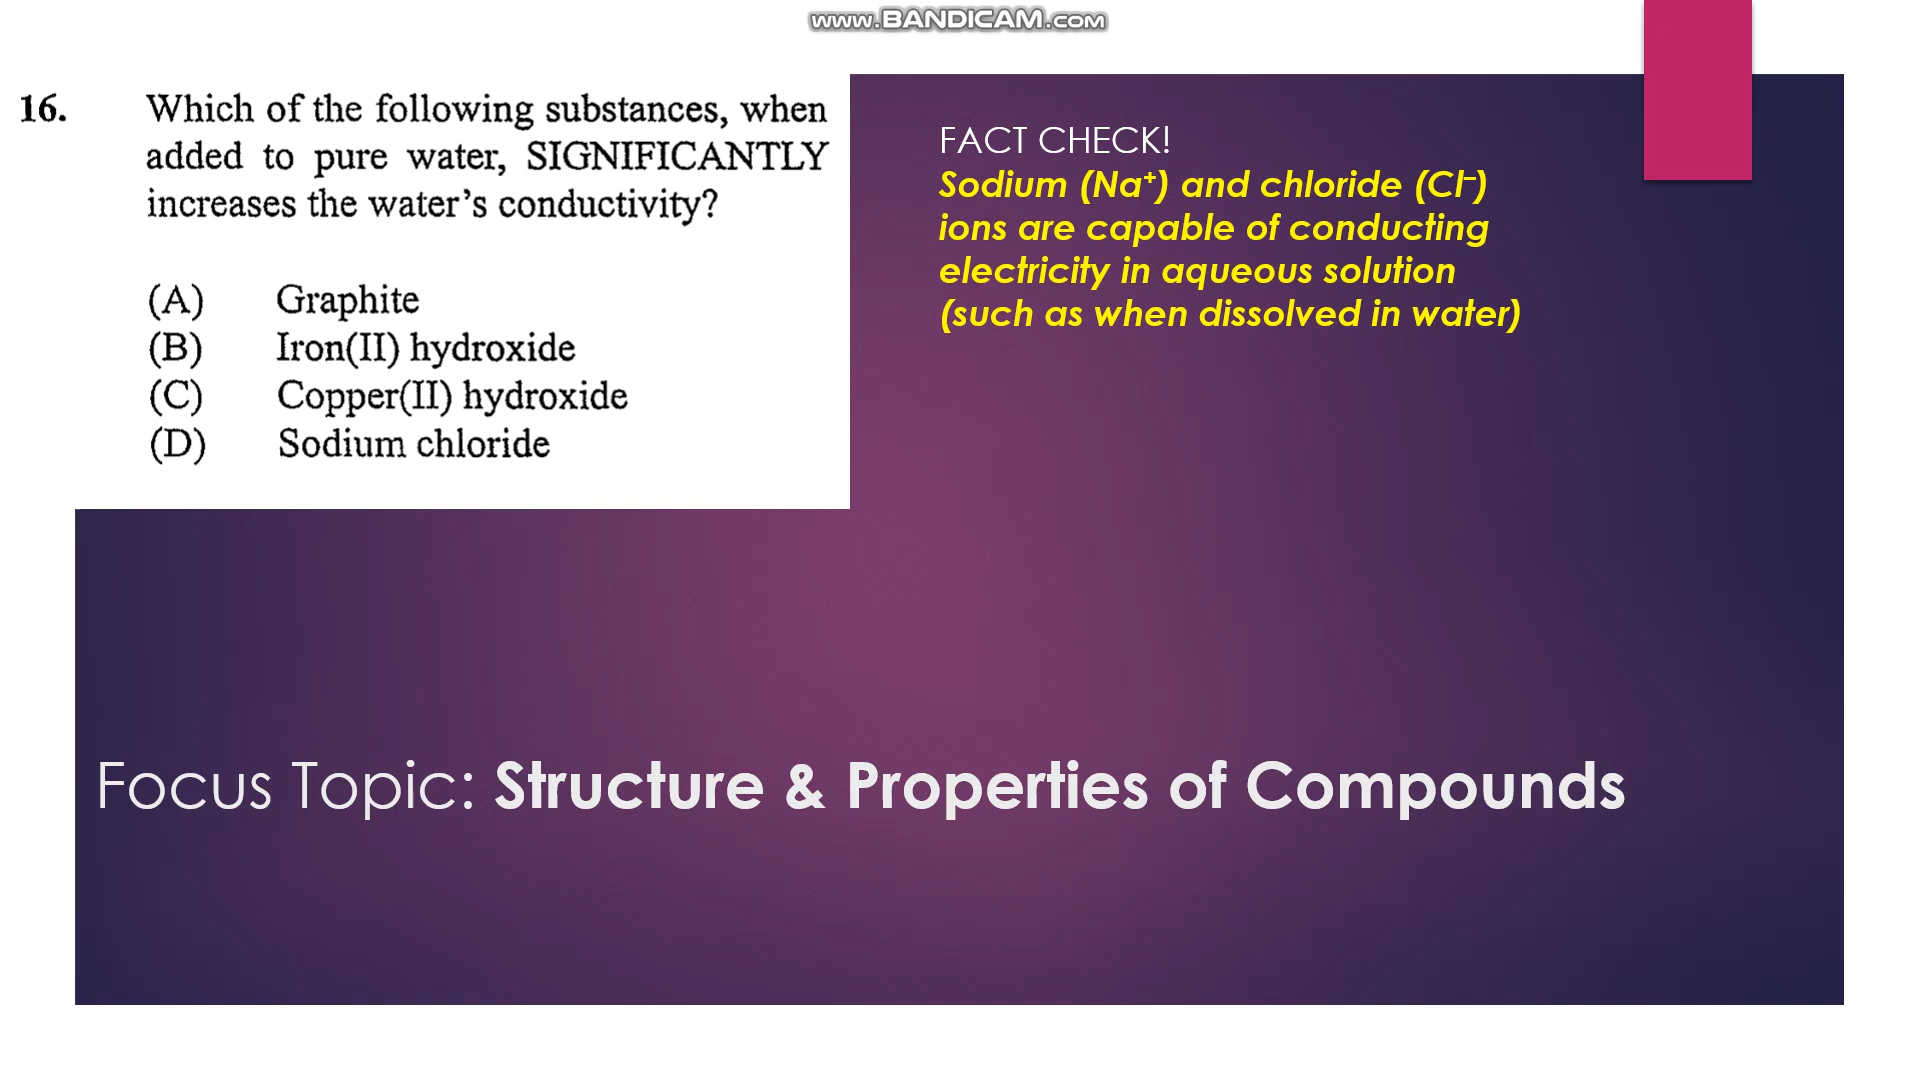 www.BANDICAM.com
16. Which of the following substances, when
added to pure water, SIGNIFICANTLY
increases the water's conductivity?
(A) Graphite
(B) Iron(II) hydroxide
(C) Copper(II) hydroxide
(D) Sodium chloride
FACT CHECK!
Sodium (Na⁺) and chloride (Cl⁻)
ions are capable of conducting
electricity in aqueous solution
(such as when dissolved in water)
Focus Topic: Structure & Properties of Compounds